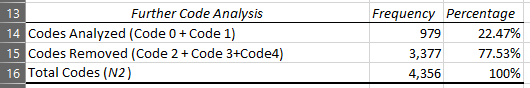 13 Further Code Analysis Frequency Percentage
14 Codes Analyzed (Code 0 + Code 1) 979 22.47%
15 Codes Removed (Code 2 + Code 3+Code4) 3,377 77.53%
16 Total Codes (N2) 4,356 100%